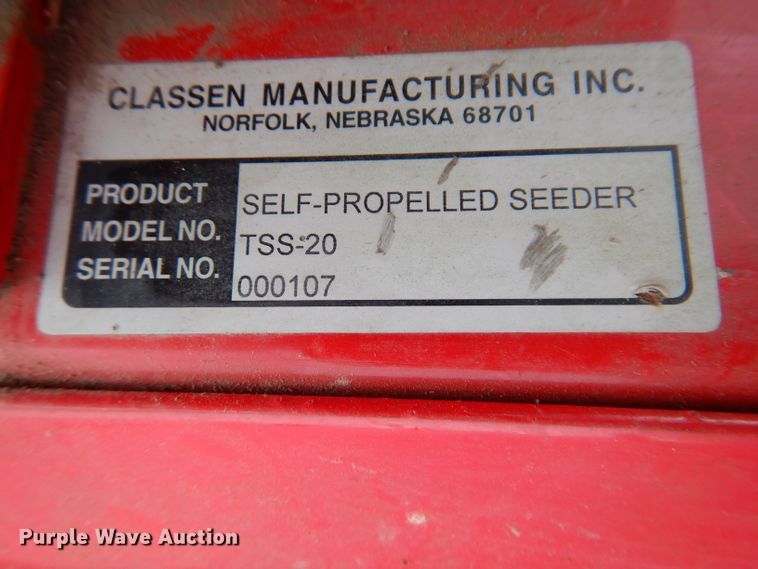 CLASSEN MANUFACTURING INC.
NORFOLK, NEBRASKA 68701
PRODUCT SELF-PROPELLED SEEDER
MODEL NO. TSS-20
SERIAL NO. 000107
Purple Wave Auction